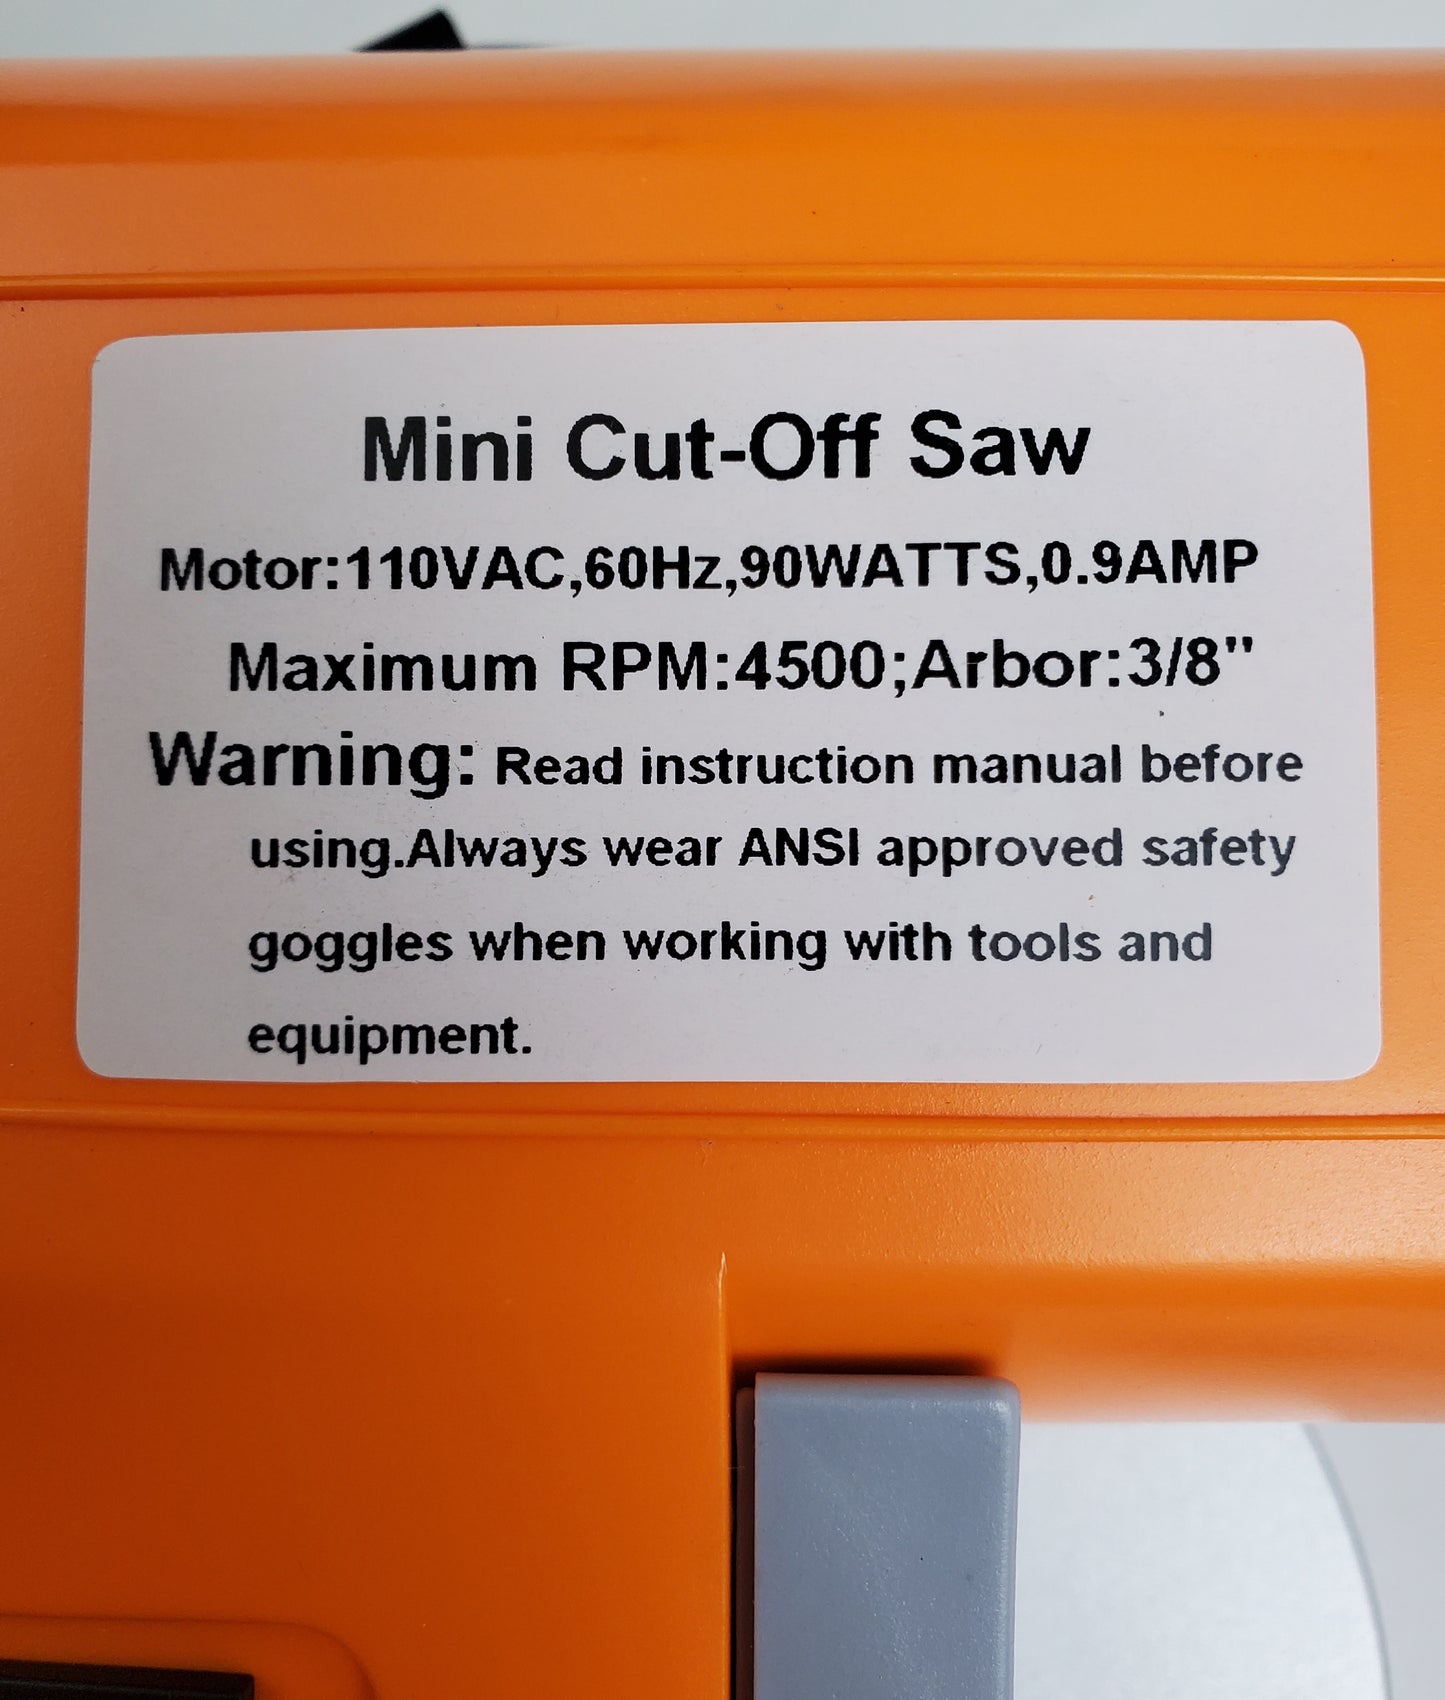 Mini Cut-Off Saw
Motor:110VAC,60Hz,90WATTS,0.9AMP
Maximum RPM:4500;Arbor:3/8"
Warning: Read instruction manual before
using.Always wear ANSI approved safety
goggles when working with tools and
equipment.